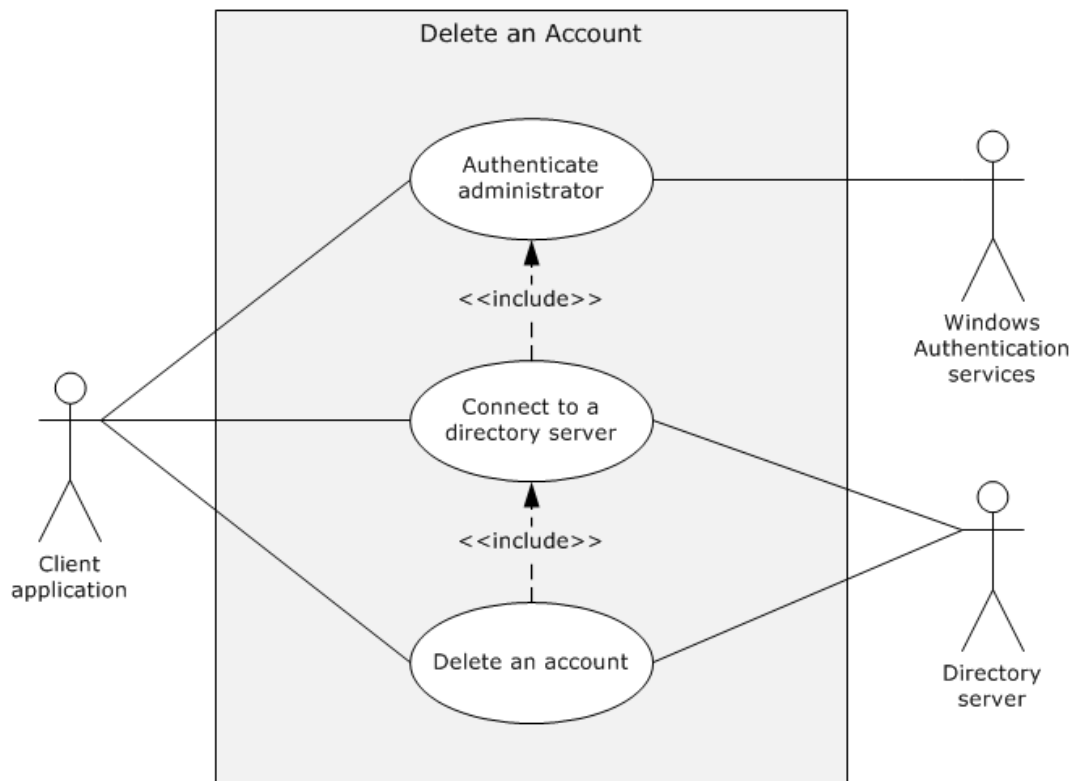 Delete an Account
Authenticate
administrator
<<include>>
Windows
Authentication
services
Connect to a
directory server
<<include>>
Client
application
Delete an account
Directory
server